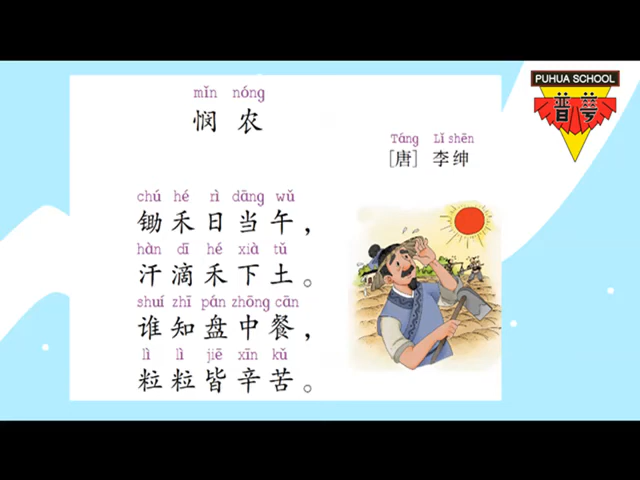 PUHUA SCHOOL
普华
mǐn nóng
悯农
Táng Lǐ shēn
[唐] 李绅
chú hé rì dāng wǔ
锄禾日当午，
hàn dī hé xià tǔ
汗滴禾下土。
shuí zhī pán zhōng cān
谁知盘中餐，
lì lì jiē xīn kǔ
粒粒皆辛苦。